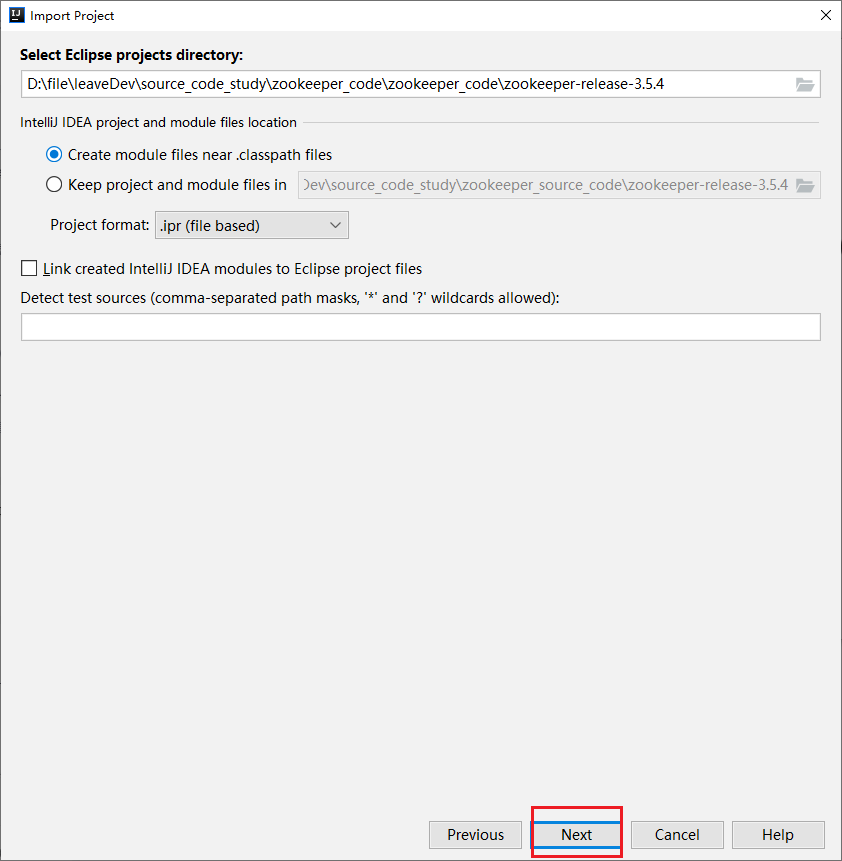 IJ Import Project
Select Eclipse projects directory:
D:\file\leaveDev\source_code_study\zookeeper_code\zookeeper_code\zookeeper-release-3.5.4
IntelliJ IDEA project and module files location
Create module files near .classpath files
Keep project and module files in Dev\source_code_study\zookeeper_source_code\zookeeper-release-3.5.4
Project format: .ipr (file based)
Link created IntelliJ IDEA modules to Eclipse project files
Detect test sources (comma-separated path masks, '*' and '?' wildcards allowed):
Previous Next Cancel Help